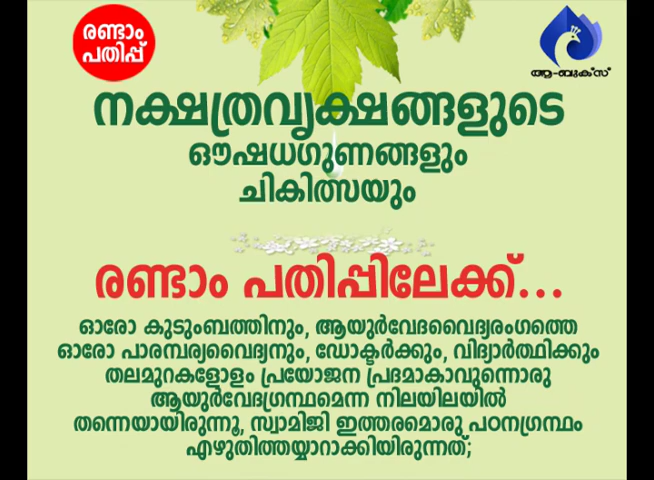 രണ്ടാം
പതിപ്പ്
ആ-ബുക്സ്
നക്ഷത്രവൃക്ഷങ്ങളുടെ
ഔഷധഗുണങ്ങളും
ചികിത്സയും
രണ്ടാം പതിപ്പിലേക്ക്...
ഓരോ കുടുംബത്തിനും, ആയുർവേദവൈദ്യരംഗത്തെ
ഓരോ പാരമ്പര്യവൈദ്യനും, ഡോക്ടർക്കും, വിദ്യാർത്ഥിക്കും
തലമുറകളോളം പ്രയോജന പ്രദമാകാവുന്നൊരു
ആയുർവേദഗ്രന്ഥമെന്ന നിലയിലയിൽ
തന്നെയായിരുന്നൂ, സ്വാമിജി ഇത്തരമൊരു പഠനഗ്രന്ഥം
എഴുതിത്തയ്യാറാക്കിയിരുന്നത്;